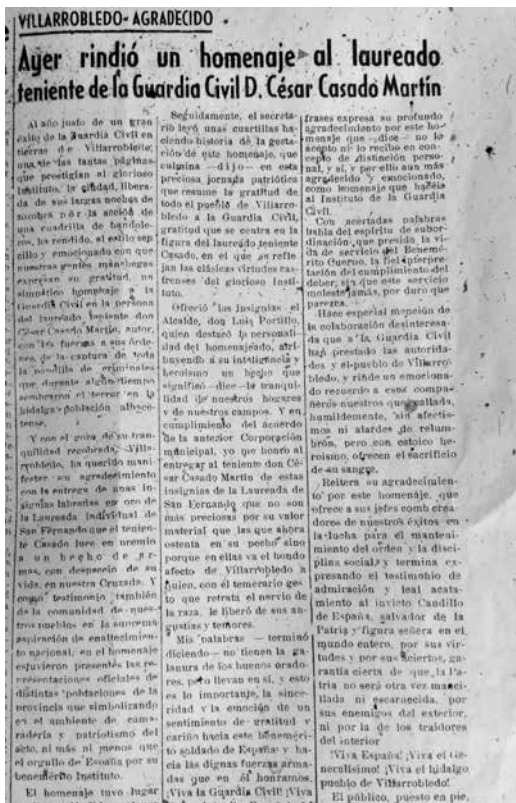 VILLARROBLEDO- AGRADECIDO
Ayer rindió un homenaje al laureado
teniente de la Guardia Civil D. César Casado Martín
Al año justo de un gran
éxito de la Guardia Civil en
tierras de Villarrobledo,
una de las tantas páginas
que prestigian al glorioso
Instituto, la ciudad, libera-
da de sus largas noches de
zozobra por la acción de
una cuadrilla de bandole-
ros, ha rendido, al estilo sen
cillo y emocionado con que
nuestras gentes manchegas
expresan su gratitud, un
simpático homenaje a la
Guardia Civil en la persona
del laureado teniente don
César Casado Martín, autor,
con las fuerzas a sus órde-
nes, de la captura de toda
la pandilla de criminales
que durante algún tiempo
sembraron el terror en la
hidalga población albace-
tense.
Y con el gozo de su tran-
quilidad recobrada, Villa-
rrobledo, ha querido mani-
festar su agradecimiento
con la entrega de unas in-
signias labradas en oro de
la Laureada individual de
San Fernando que el tenien-
te Casado luce en premio
a un hecho de ar-
mas, con desprecio de su
vida, en nuestra Cruzada. Y
como testimonio también
de la comunidad de nues-
tros pueblos en la suprema
aspiración de enaltecimien-
to nacional, en el homenaje
estuvieron presentes las re-
presentaciones oficiales de
distintas poblaciones de la
provincia que simbolizando
en el ambiente de cama-
radería y patriotismo del
acto, ni más ni menos que
el orgullo de España por su
benemérito Instituto.
El homenaje tuvo lugar
Seguidamente, el secreta-
rio leyó unas cuartillas ha-
ciendo historia de la gesta-
ción de este homenaje, que
culmina —dijo— en esta
preciosa jornada patriótica
que resume la gratitud de
todo el pueblo de Villarro-
bledo a la Guardia Civil,
gratitud que se centra en la
figura del laureado teniente
Casado, en el que se refle-
jan las clásicas virtudes cas-
trenses del glorioso Insti-
tuto.
Ofreció las insignias el
Alcalde, don Luis Portillo,
quien destacó la personali-
dad del homenajeado, atri-
buyendo a su inteligencia y
heroísmo un hecho que
significó —dice— la tranqui-
lidad de nuestros hogares
y de nuestros campos. Y en
cumplimiento del acuerdo
de la anterior Corporación
municipal, yo me honro al
entregar al teniente don Cé-
sar Casado Martín de estas
insignias de la Laureada de
San Fernando que no son
más preciosas por su valor
material que las que ahora
ostenta en su pecho sino
porque en ellas va el hondo
afecto de Villarrobledo a
quien, con el temerario ges-
to que retrata el nervio de
la raza, le liberó de sus an-
gustias y temores.
Mis palabras — terminó
diciendo— no tienen la ga-
lanura de los buenos orado-
res, pero llevan en sí, y esto
es lo importante, la since-
ridad y la emoción de un
sentimiento de gratitud y
cariño hacia este benemé-
to soldado de España y ha-
cia las dignas fuerzas arma-
das que en él honramos.
¡Viva la Guardia Civil! ¡Viva
frases expresa su profundo
agradecimiento por este ho-
menaje que —dice— no lo
acepto ni lo recibo en con-
cepto de distinción perso-
nal, y sí, y por ello aun más
agradecido y emocionado,
como homenaje que hacéis
al Instituto de la Guardia
Civil.
Con acertadas palabras
habla del espíritu de subor-
dinación, que presido, la vi-
da de servicio del Benemé-
rito Cuerpo, la fiel interpre-
tación del cumplimiento del
deber, sin que este servicio
moleste jamás, por duro que
parezca.
Hace especial mención de
la colaboración desinteresa-
da que a la Guardia Civil
han prestado las autorida-
des y el pueblo de Villarro-
bledo, y rinde un emociona-
do recuerdo a esos compa-
ñeros nuestros que callada,
humildemente, sin afectis-
mos ni alardes de relum-
brón, pero con estoico he-
roísmo, ofrecen el sacrificio
de su sangre.
Reitera su agradecimien-
to por este homenaje, que
ofrece a sus jefes comb crea-
dores de nuestros éxitos en
la lucha para el manteni-
miento del orden y la disci-
plina social, y termina ex-
presando el testimonio de
admiración y leal acata-
miento al invicto Caudillo
de España, salvador de la
Patria y figura señera en el
mundo entero, por sus vir-
tudes y por sus aciertos, ga-
rantía cierta de que la Pa-
tria no será otra vez manci-
llada ni escarnecida, por
sus enemigos del exterior,
ni por la de los traidores
del interior
¡Viva España! ¡Viva el Ge-
neralísimo! ¡Viva el hidalgo
pueblo de Villarrobledo!
El público, puesto en pie,